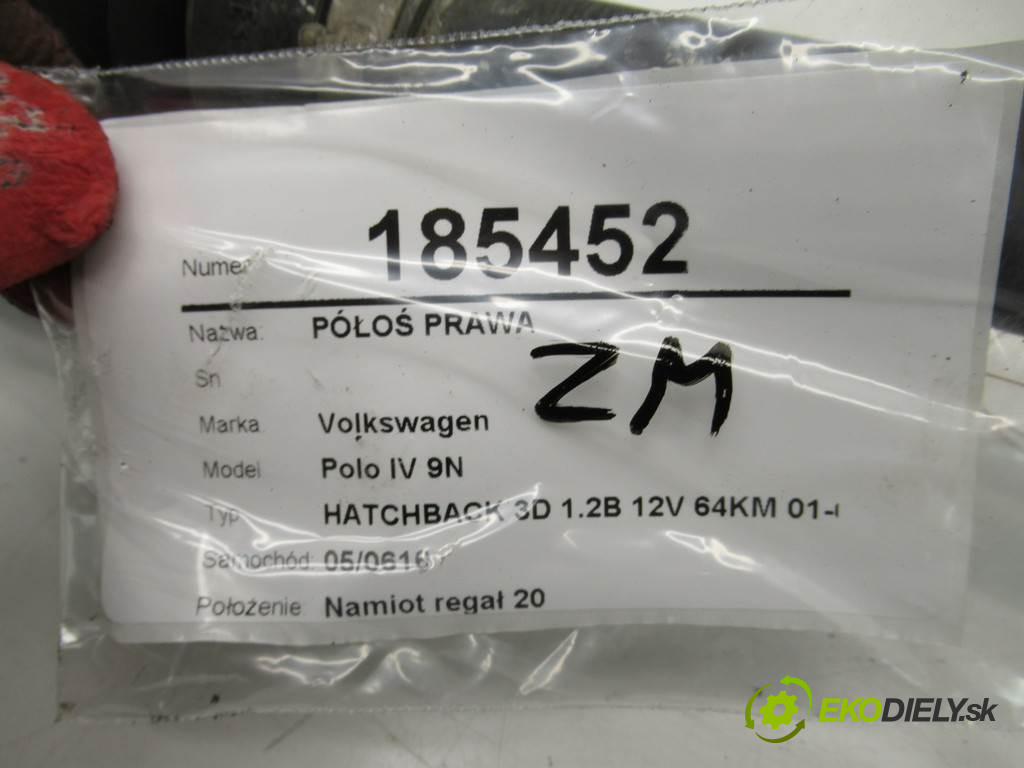 Numer 185452
Nazwa: PÓŁOŚ PRAWA
ZM
Sn
Marka Volkswagen
Model Polo IV 9N
Typ HATCHBACK 3D 1.2B 12V 64KM 01-
Samochód: 05/0616
Położenie Namiot regał 20
EKODIELY.sk